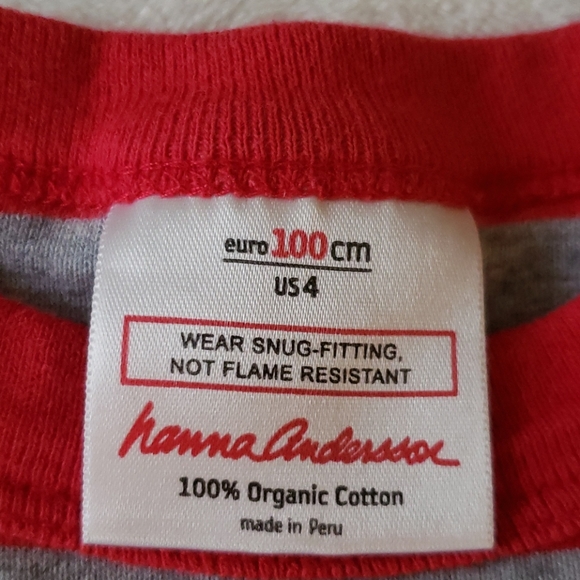 euro 100 cm
US 4
WEAR SNUG-FITTING,
NOT FLAME RESISTANT
hanna Andersson
100% Organic Cotton
made in Peru